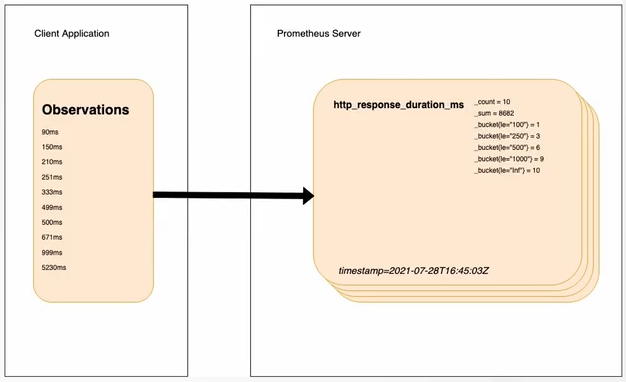 Client Application
Observations
90ms
150ms
210ms
251ms
333ms
499ms
500ms
671ms
999ms
5230ms
Prometheus Server
http_response_duration_ms
_count = 10
_sum = 8682
_bucket{le="100"} = 1
_bucket{le="250"} = 3
_bucket{le="500"} = 6
_bucket{le="1000"} = 9
_bucket{le="Inf"} = 10
timestamp=2021-07-28T16:45:03Z